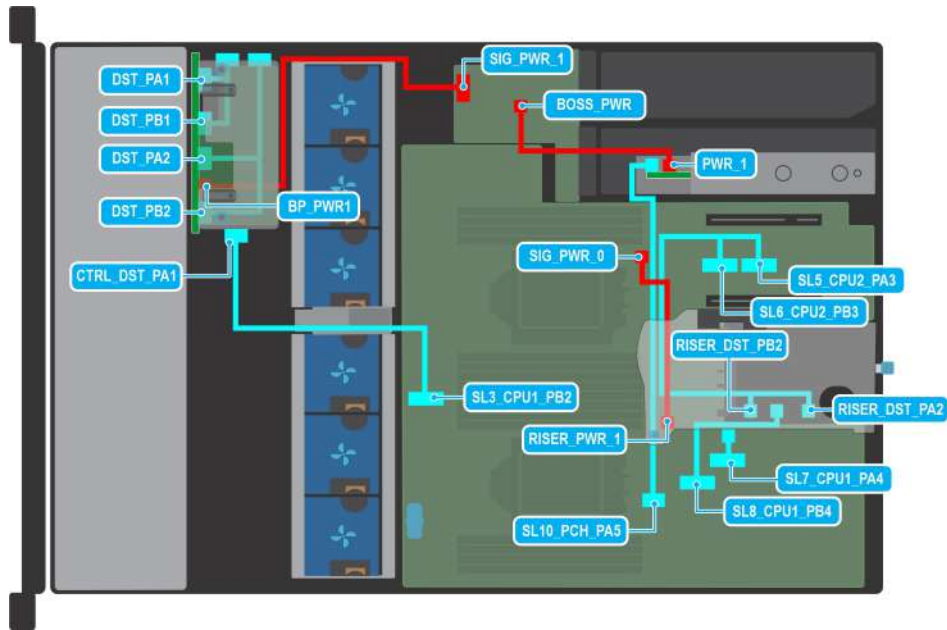 SIG_PWR_1
DST_PA1
BOSS_PWR
DST_PB1
DST_PA2
PWR_1
BP_PWR1
DST_PB2
SIG_PWR_0
CTRL_DST_PA1
SL5_CPU2_PA3
SL6_CPU2_PB3
RISER_DST_PB2
SL3_CPU1_PB2
RISER_DST_PA2
RISER_PWR_1
SL7_CPU1_PA4
SL8_CPU1_PB4
SL10_PCH_PA5